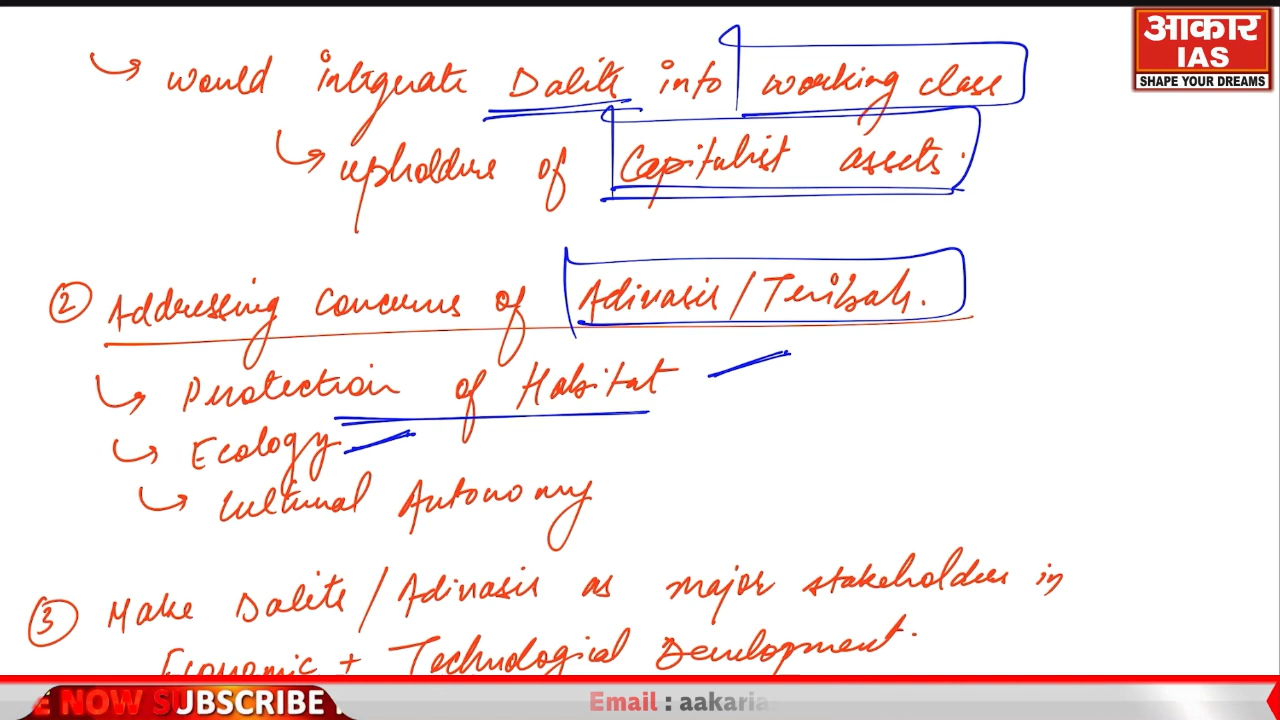 आकार
IAS
SHAPE YOUR DREAMS
↳ would integrate Dalits into working class
↳ upholders of Capitalist assets.
② Addressing concerns of Adivasis/Tribals.
↳ Protection of Habitat
↳ Ecology
↳ Cultural Autonomy
③ Make Dalits/Adivasis as major stakeholders in
Economic + Technological Development.
E NOW SUBSCRIBE
Email : aakaria